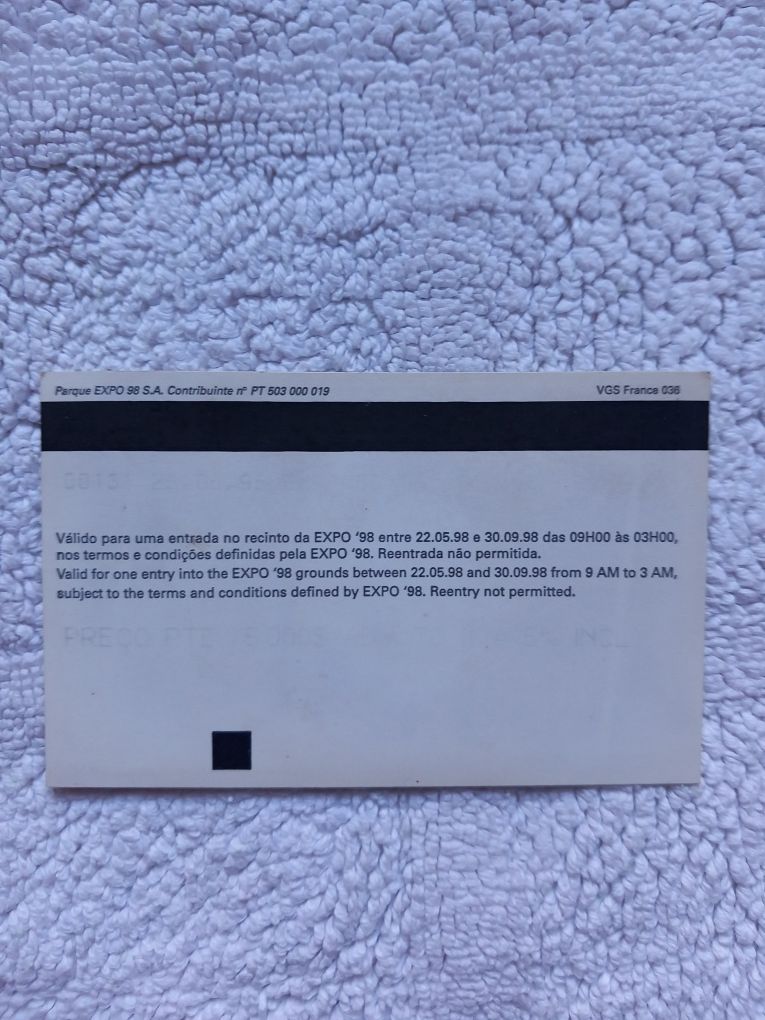 Parque EXPO 98 S.A. Contribuinte nº PT 503 000 019 VGS France 036
Válido para uma entrada no recinto da EXPO '98 entre 22.05.98 e 30.09.98 das 09H00 às 03H00,
nos termos e condições definidas pela EXPO '98. Reentrada não permitida.
Valid for one entry into the EXPO '98 grounds between 22.05.98 and 30.09.98 from 9 AM to 3 AM,
subject to the terms and conditions defined by EXPO '98. Reentry not permitted.
PRECO PTE 5% INCL